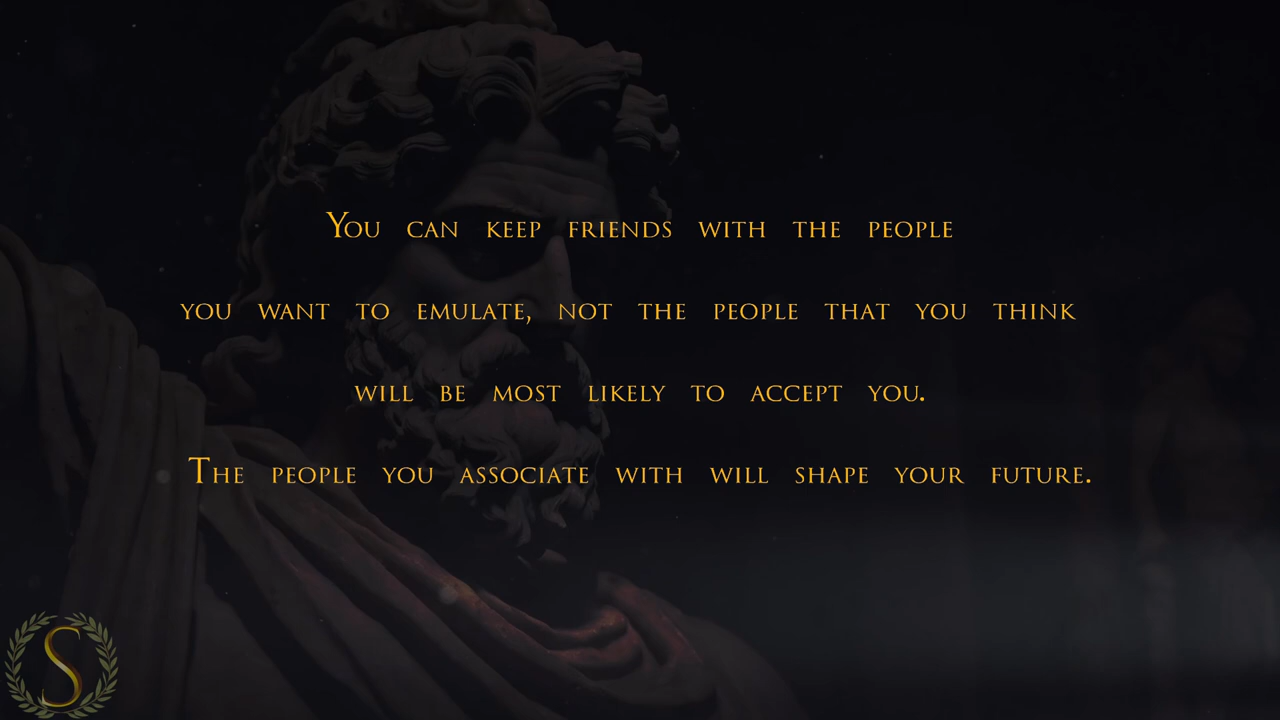 You can keep friends with the people
you want to emulate, not the people that you think
will be most likely to accept you.
The people you associate with will shape your future.
S